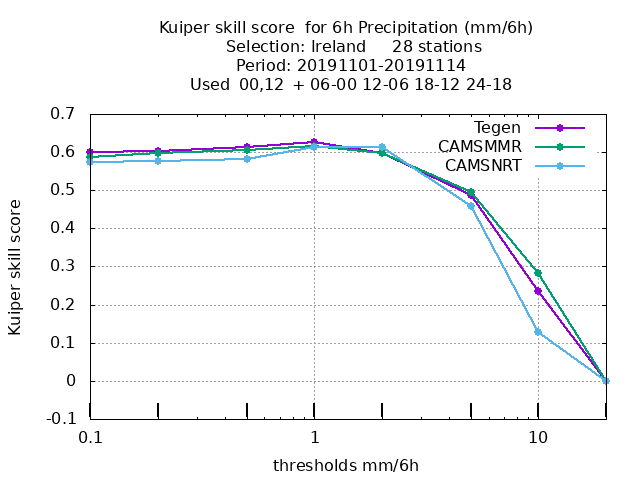 Kuiper skill score  for 6h Precipitation (mm/6h)
Selection: Ireland     28 stations
Period: 20191101-20191114
Used  00,12  + 06-00 12-06 18-12 24-18
0.7
Tegen
CAMSMMR
0.6
CAMSNRT
0.5
0.4
0.3
0.2
0.1
0
-0.1
Kuiper skill score
0.1 1 10
thresholds mm/6h